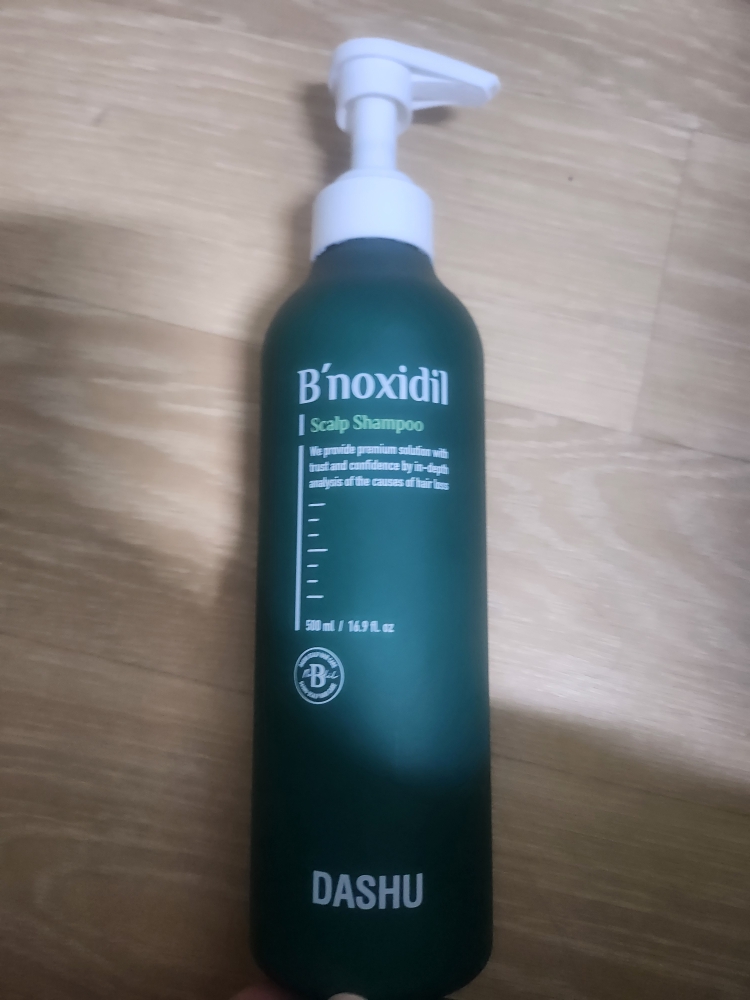 B'noxidil
Scalp Shampoo
We provide premium solution with
trust and confidence by in-depth
analysis of the causes of hair loss
500 ml / 16.9 fl. oz
B
DASHU